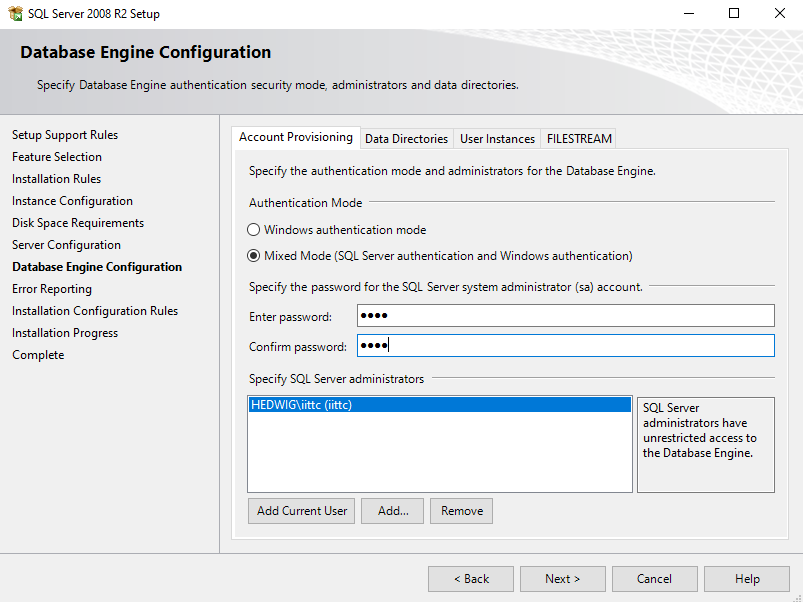 SQL Server 2008 R2 Setup
Database Engine Configuration
Specify Database Engine authentication security mode, administrators and data directories.
Setup Support Rules
Feature Selection
Installation Rules
Instance Configuration
Disk Space Requirements
Server Configuration
Database Engine Configuration
Error Reporting
Installation Configuration Rules
Installation Progress
Complete
Account Provisioning Data Directories User Instances FILESTREAM
Specify the authentication mode and administrators for the Database Engine.
Authentication Mode
Windows authentication mode
Mixed Mode (SQL Server authentication and Windows authentication)
Specify the password for the SQL Server system administrator (sa) account.
Enter password: ●●●●
Confirm password: ●●●●
Specify SQL Server administrators
HEDWIG\iittc (iittc)
SQL Server
administrators have
unrestricted access to
the Database Engine.
Add Current User Add... Remove
< Back Next > Cancel Help